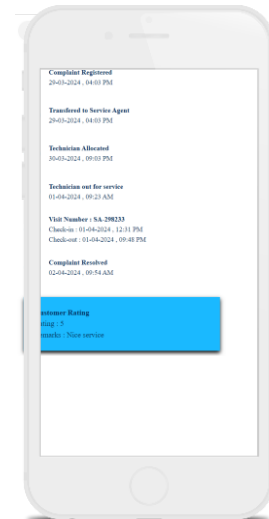 Complaint Registered
29-03-2024 , 04:03 PM
Transfered to Service Agent
29-03-2024 , 04:03 PM
Technician Allocated
30-03-2024 , 09:03 PM
Technician out for service
01-04-2024 , 09:23 AM
Visit Number : SA-298233
Check-in : 01-04-2024 , 12:31 PM
Check-out : 01-04-2024 , 09:48 PM
Complaint Resolved
02-04-2024 , 09:54 AM
ustomer Rating
ating : 5
emarks : Nice service